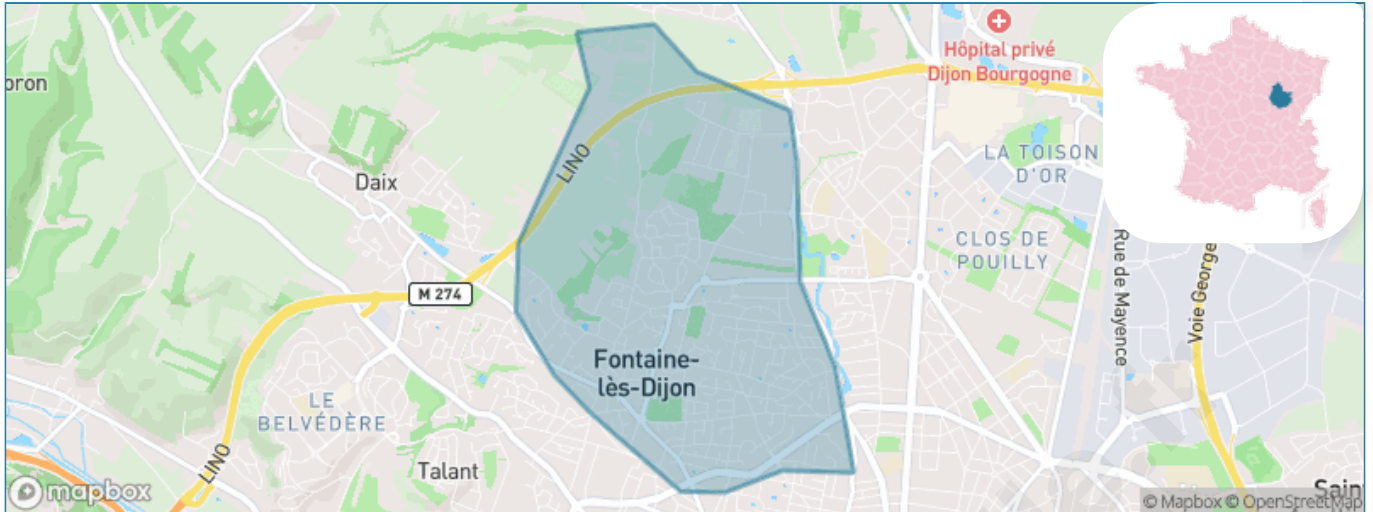 Hôpital privé
Dijon Bourgogne
oron
LINO
LA TOISON
D'OR
Daix
CLOS DE
POUILLY
Rue de Mayence
Voie George
M 274
Fontaine-
lès-Dijon
LE
BELVÉDÈRE
LINO
Talant
mapbox
Sain
© Mapbox © OpenStreetMap